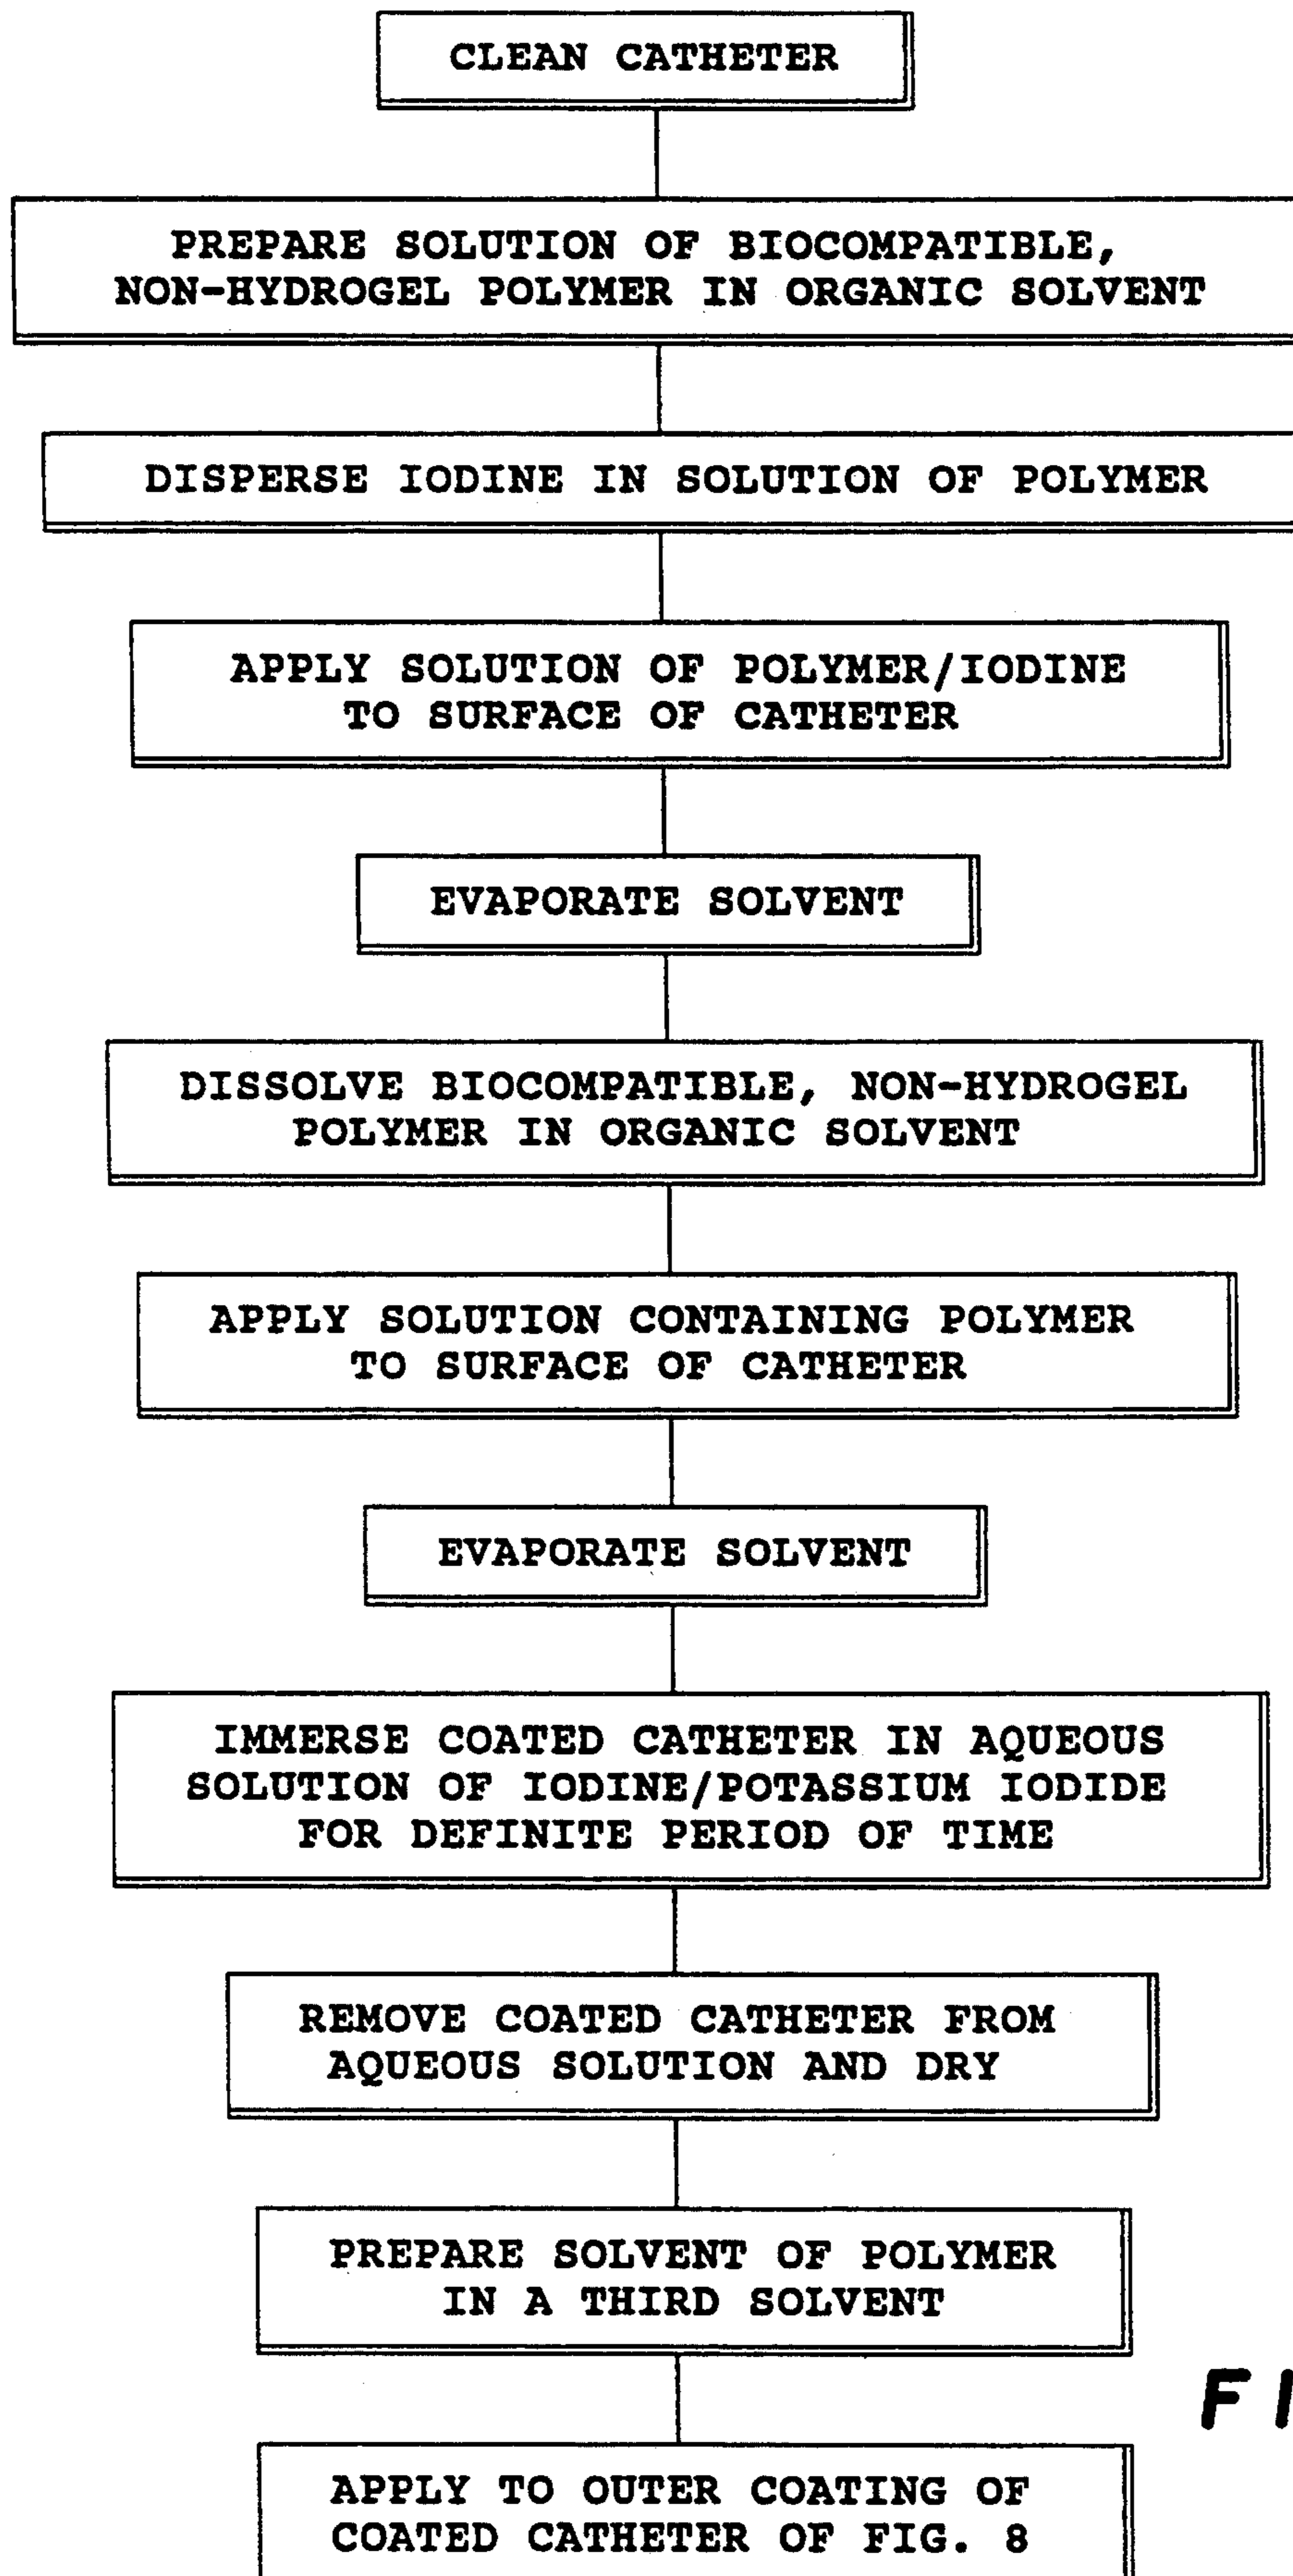 CLEAN CATHETER
PREPARE SOLUTION OF BIOCOMPATIBLE,
NON-HYDROGEL POLYMER IN ORGANIC SOLVENT
DISPERSE IODINE IN SOLUTION OF POLYMER
APPLY SOLUTION OF POLYMER/IODINE
TO SURFACE OF CATHETER
EVAPORATE SOLVENT
DISSOLVE BIOCOMPATIBLE, NON-HYDROGEL
POLYMER IN ORGANIC SOLVENT
APPLY SOLUTION CONTAINING POLYMER
TO SURFACE OF CATHETER
EVAPORATE SOLVENT
IMMERSE COATED CATHETER IN AQUEOUS
SOLUTION OF IODINE/POTASSIUM IODIDE
FOR DEFINITE PERIOD OF TIME
REMOVE COATED CATHETER FROM
AQUEOUS SOLUTION AND DRY
PREPARE SOLVENT OF POLYMER
IN A THIRD SOLVENT
FI
APPLY TO OUTER COATING OF
COATED CATHETER OF FIG. 8